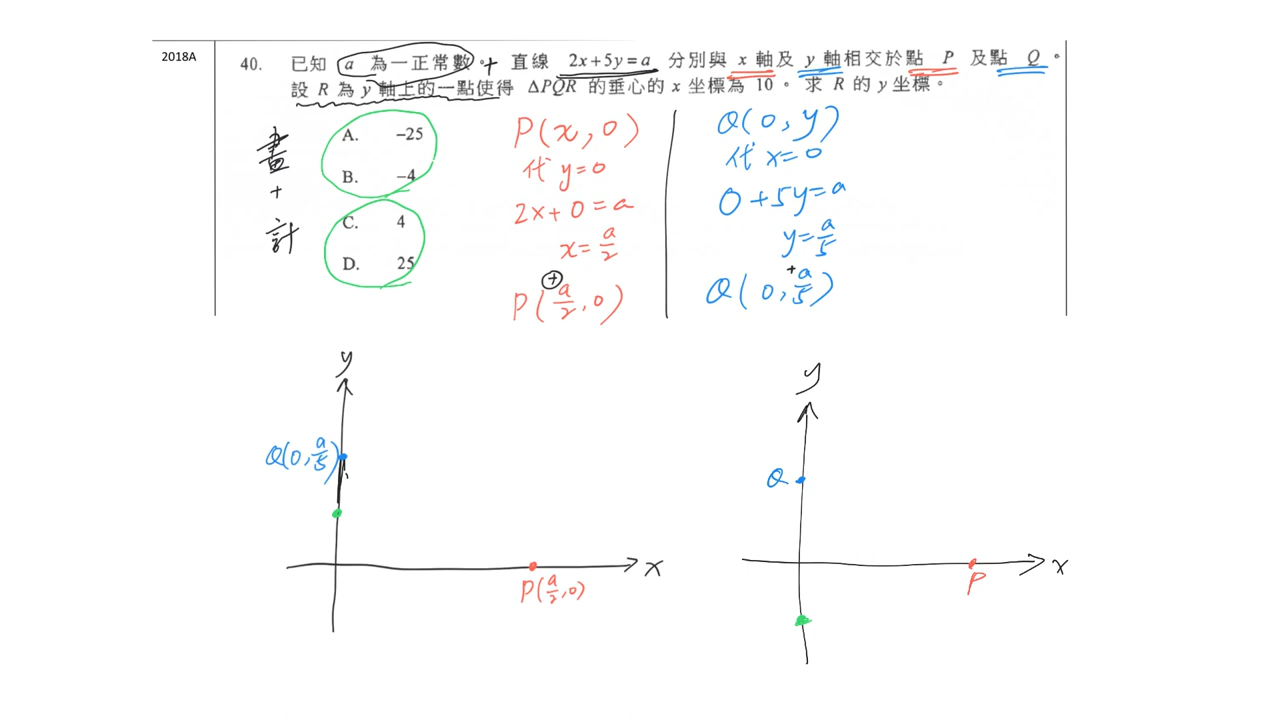 2018A
40. 已知 a 為一正常數。+ 直線 2x+5y=a 分別與 x 軸及 y 軸相交於點 P 及點 Q 。
設 R 為 y 軸上的一點使得 ΔPQR 的垂心的 x 坐標為 10 。 求 R 的 y 坐標。
A. −25
B. −4
C. 4
D. 25
畫
+
計
P(x,0)
代 y=0
2x+0=a
x=a/2
+
P(a/2,0)
Q(0,y)
代 x=0
0+5y=a
y=a/5
+
Q(0,a/5)
y
Q(0,a/5)
x
P(a/2,0)
y
Q
x
P